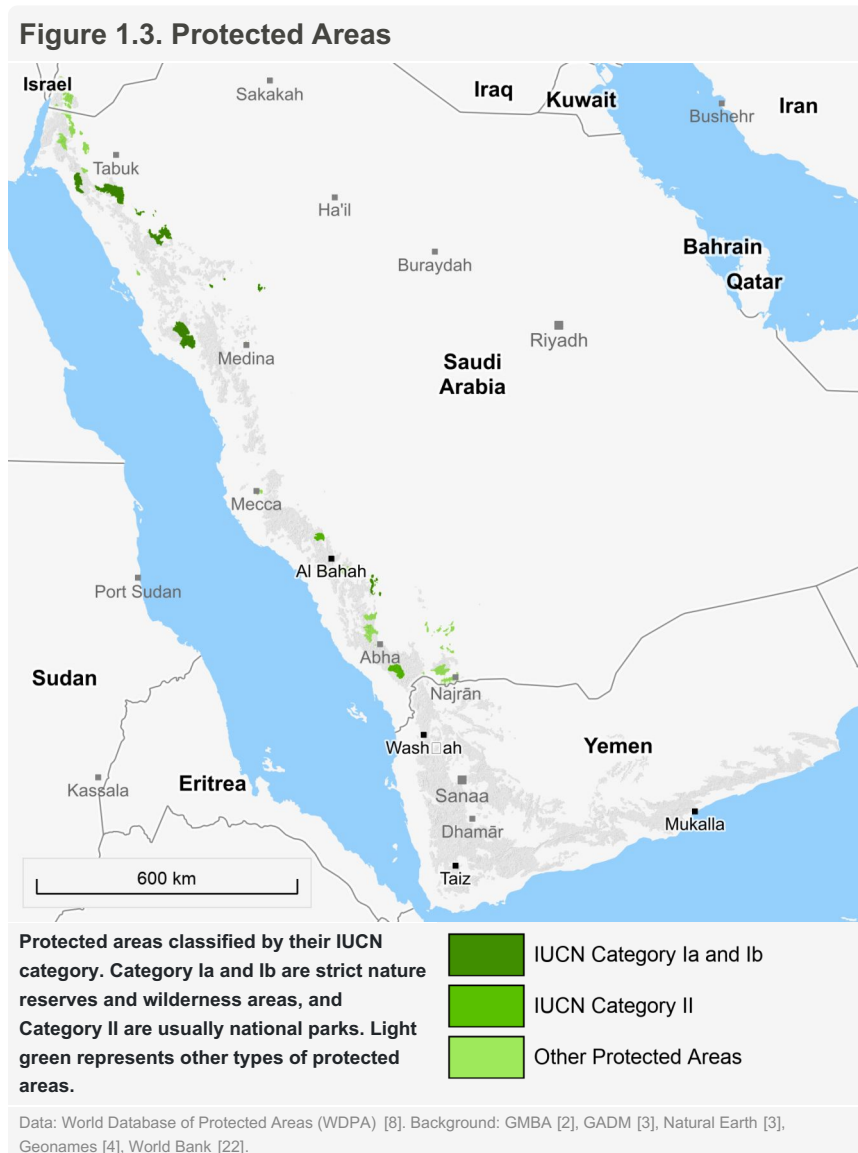 Figure 1.3. Protected Areas
Israel
Sakakah
Iraq
Kuwait
Bushehr
Iran
Tabuk
Ha'il
Buraydah
Bahrain
Qatar
Riyadh
Medina
Saudi
Arabia
Mecca
Al Bahah
Port Sudan
Abha
Sudan
Najrān
Wash□ah
Yemen
Kassala
Eritrea
Sanaa
Dhamār
Mukalla
Taiz
600 km
Protected areas classified by their IUCN
category. Category Ia and Ib are strict nature
reserves and wilderness areas, and
Category II are usually national parks. Light
green represents other types of protected
areas.
IUCN Category Ia and Ib
IUCN Category II
Other Protected Areas
Data: World Database of Protected Areas (WDPA) [8]. Background: GMBA [2], GADM [3], Natural Earth [3],
Geonames [4], World Bank [22].